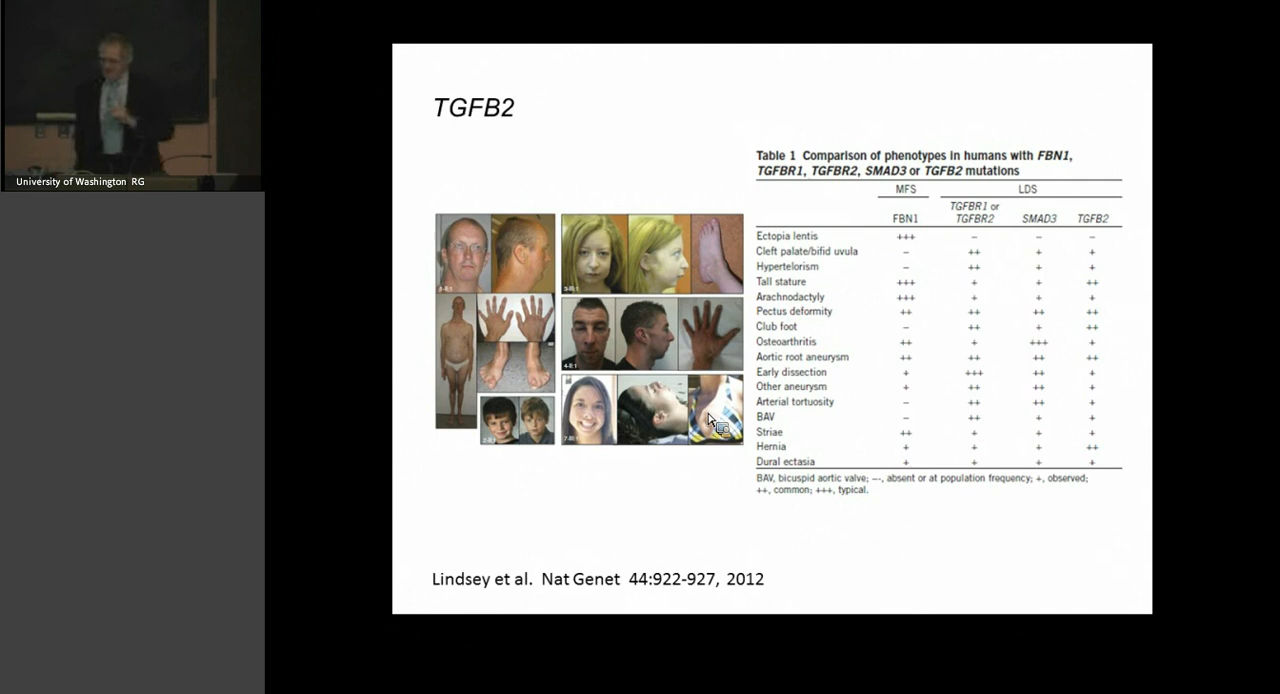 University of Washington RG
TGFB2
Table 1 Comparison of phenotypes in humans with FBN1,
TGFBR1, TGFBR2, SMAD3 or TGFB2 mutations
MFS LDS
TGFBR1 or
FBN1 TGFBR2 SMAD3 TGFB2
Ectopia lentis +++ – – –
Cleft palate/bifid uvula – ++ + +
Hypertelorism – ++ + +
Tall stature +++ + + ++
Arachnodactyly +++ + + +
Pectus deformity ++ ++ ++ ++
Club foot – ++ + ++
Osteoarthritis ++ + +++ +
Aortic root aneurysm ++ ++ ++ ++
Early dissection + +++ ++ +
Other aneurysm + ++ ++ +
Arterial tortuosity – ++ ++ +
BAV – ++ + +
Striae ++ + + +
Hernia + + + ++
Dural ectasia + + + +
BAV, bicuspid aortic valve; –, absent or at population frequency; +, observed;
++, common; +++, typical.
Lindsey et al. Nat Genet 44:922-927, 2012